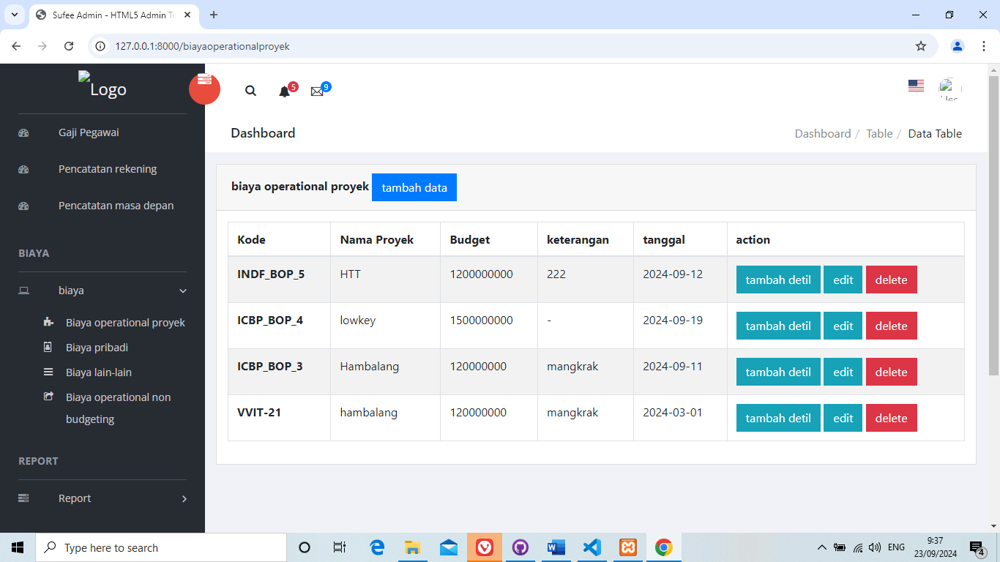 Sufee Admin - HTML5 Admin Te
127.0.0.1:8000/biayaoperationalproyek
Logo
5
9
Gaji Pegawai
Pencatatan rekening
Pencatatan masa depan
BIAYA
biaya
Biaya operational proyek
Biaya pribadi
Biaya lain-lain
Biaya operational non
budgeting
REPORT
Report
Dashboard
Dashboard / Table / Data Table
biaya operational proyek tambah data
Kode Nama Proyek Budget keterangan tanggal action
INDF_BOP_5 HTT 1200000000 222 2024-09-12 tambah detil edit delete
ICBP_BOP_4 lowkey 1500000000 - 2024-09-19 tambah detil edit delete
ICBP_BOP_3 Hambalang 120000000 mangkrak 2024-09-11 tambah detil edit delete
VVIT-21 hambalang 120000000 mangkrak 2024-03-01 tambah detil edit delete
Type here to search
ENG
9:37
23/09/2024
4